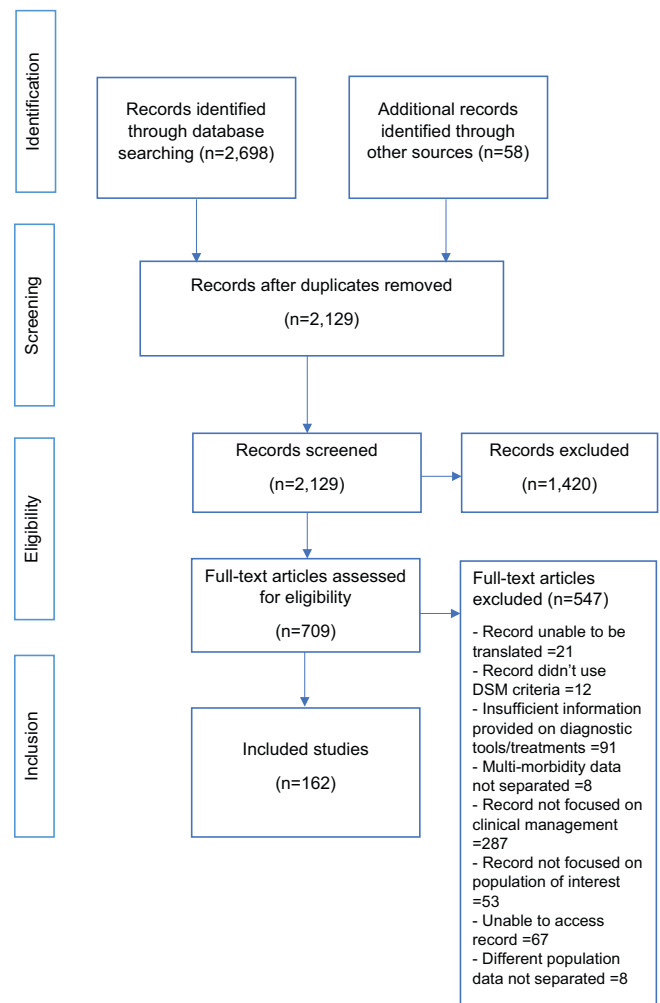 Identification
Records identified
through database
searching (n=2,698)
Additional records
identified through
other sources (n=58)
Screening
Records after duplicates removed
(n=2,129)
Eligibility
Records screened
(n=2,129)
Records excluded
(n=1,420)
Full-text articles assessed
for eligibility
(n=709)
Full-text articles
excluded (n=547)
- Record unable to be
translated =21
- Record didn't use
DSM criteria =12
- Insufficient information
provided on diagnostic
tools/treatments =91
- Multi-morbidity data
not separated =8
- Record not focused on
clinical management
=287
- Record not focused on
population of interest
=53
- Unable to access
record =67
- Different population
data not separated =8
Inclusion
Included studies
(n=162)